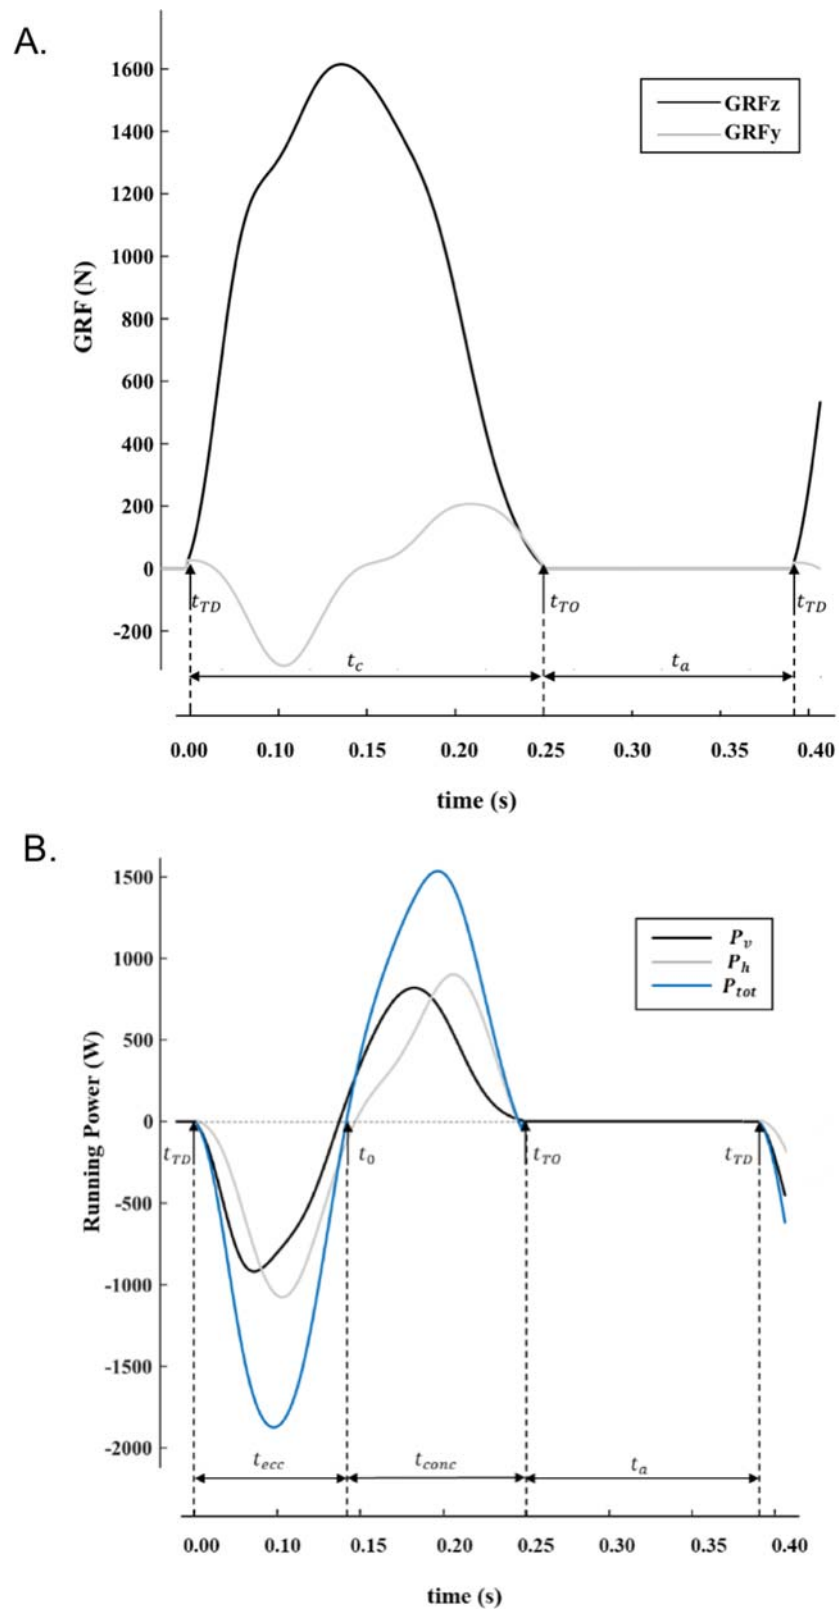 A.
1600
1400
1200
1000
800
600
400
200
0
-200
GRF (N)
GRFz
GRFy
t_TD
t_TO
t_TD
t_c
t_a
0.00 0.10 0.15 0.20 0.25 0.30 0.35 0.40
time (s)
B.
1500
1000
500
0
-500
-1000
-1500
-2000
Running Power (W)
P_v
P_h
P_tot
t_TD
t_0
t_TO
t_TD
t_ecc
t_conc
t_a
0.00 0.10 0.15 0.20 0.25 0.30 0.35 0.40
time (s)